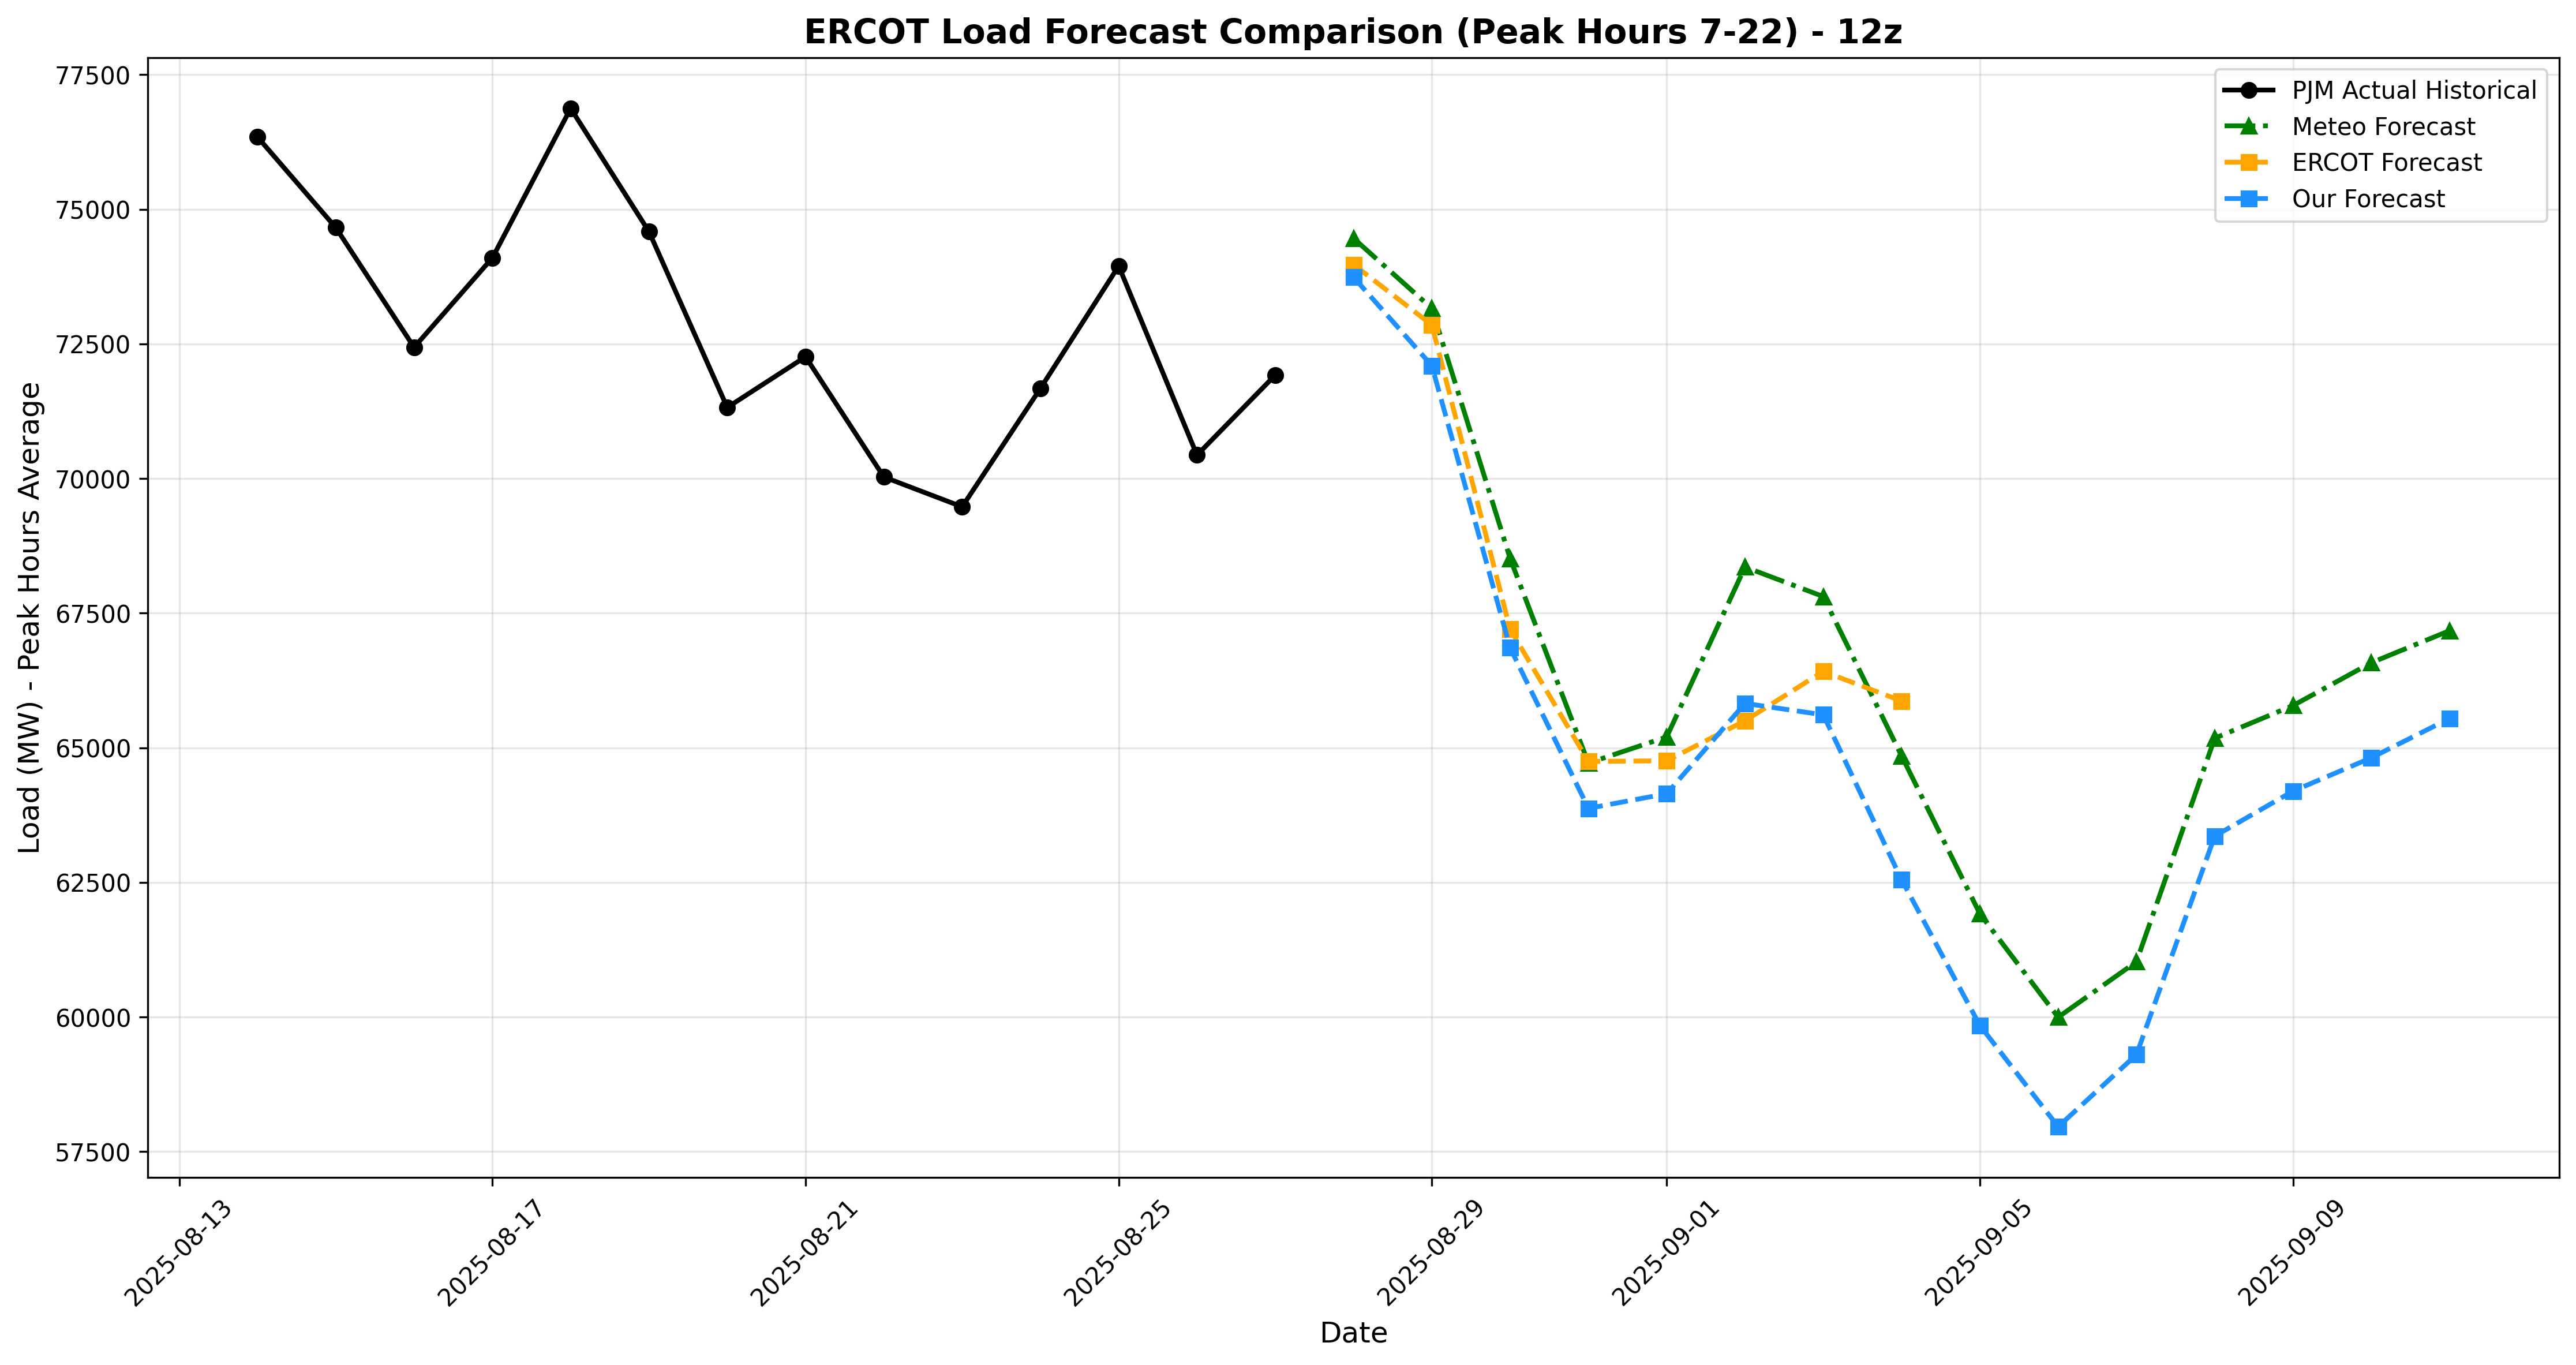 ERCOT Load Forecast Comparison (Peak Hours 7-22) - 12z
PJM Actual Historical
Meteo Forecast
ERCOT Forecast
Our Forecast
Load (MW) - Peak Hours Average
77500
75000
72500
70000
67500
65000
62500
60000
57500
2025-08-13
2025-08-17
2025-08-21
2025-08-25
2025-08-29
2025-09-01
2025-09-05
2025-09-09
Date